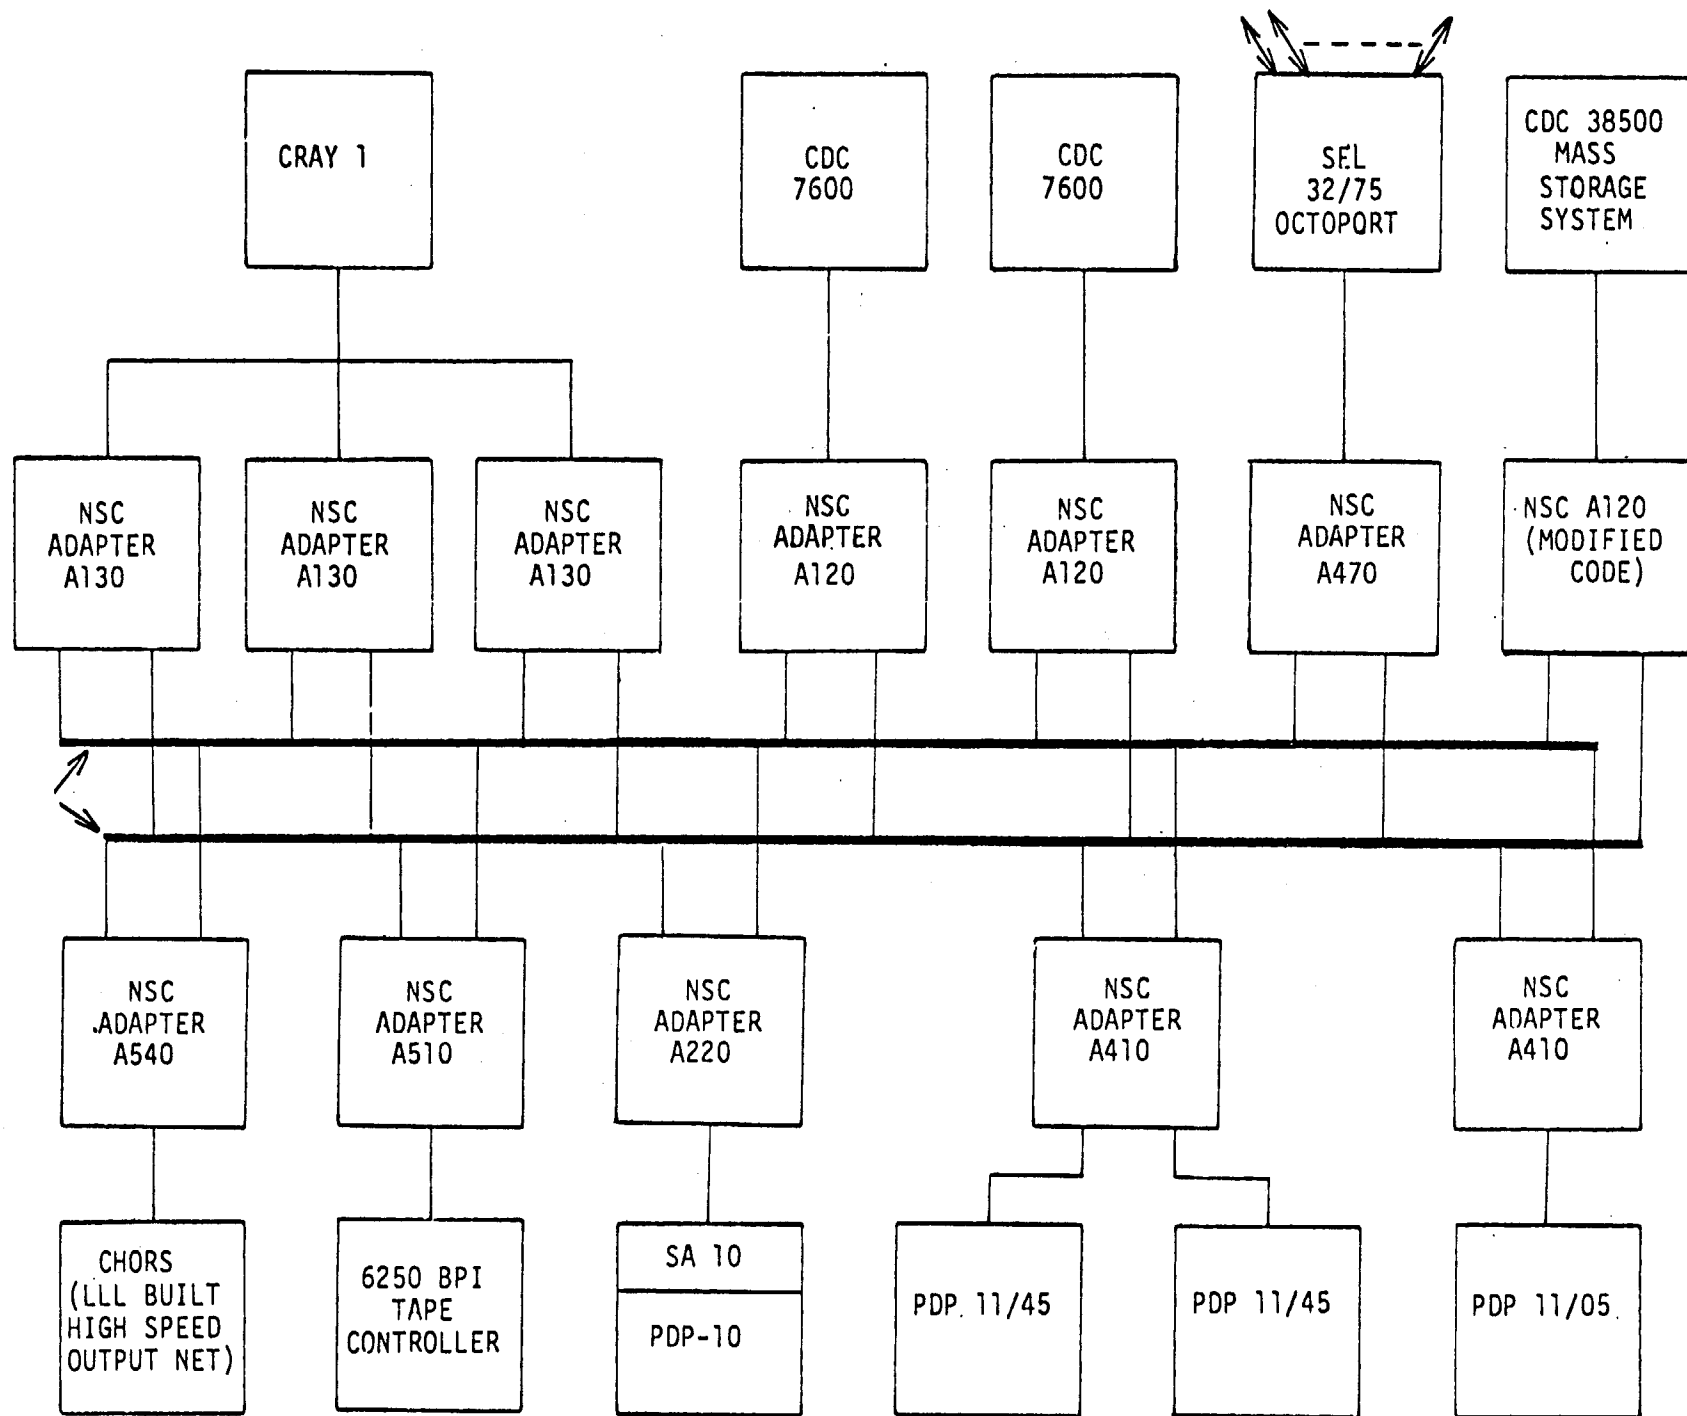 CRAY 1
CDC
7600
CDC
7600
SEL
32/75
OCTOPORT
CDC 38500
MASS
STORAGE
SYSTEM
NSC
ADAPTER
A130
NSC
ADAPTER
A130
NSC
ADAPTER
A130
NSC
ADAPTER
A120
NSC
ADAPTER
A120
NSC
ADAPTER
A470
NSC A120
(MODIFIED
CODE)
NSC
ADAPTER
A540
NSC
ADAPTER
A510
NSC
ADAPTER
A220
NSC
ADAPTER
A410
NSC
ADAPTER
A410
CHORS
(LLL BUILT
HIGH SPEED
OUTPUT NET)
6250 BPI
TAPE
CONTROLLER
SA 10
PDP-10
PDP 11/45
PDP 11/45
PDP 11/05